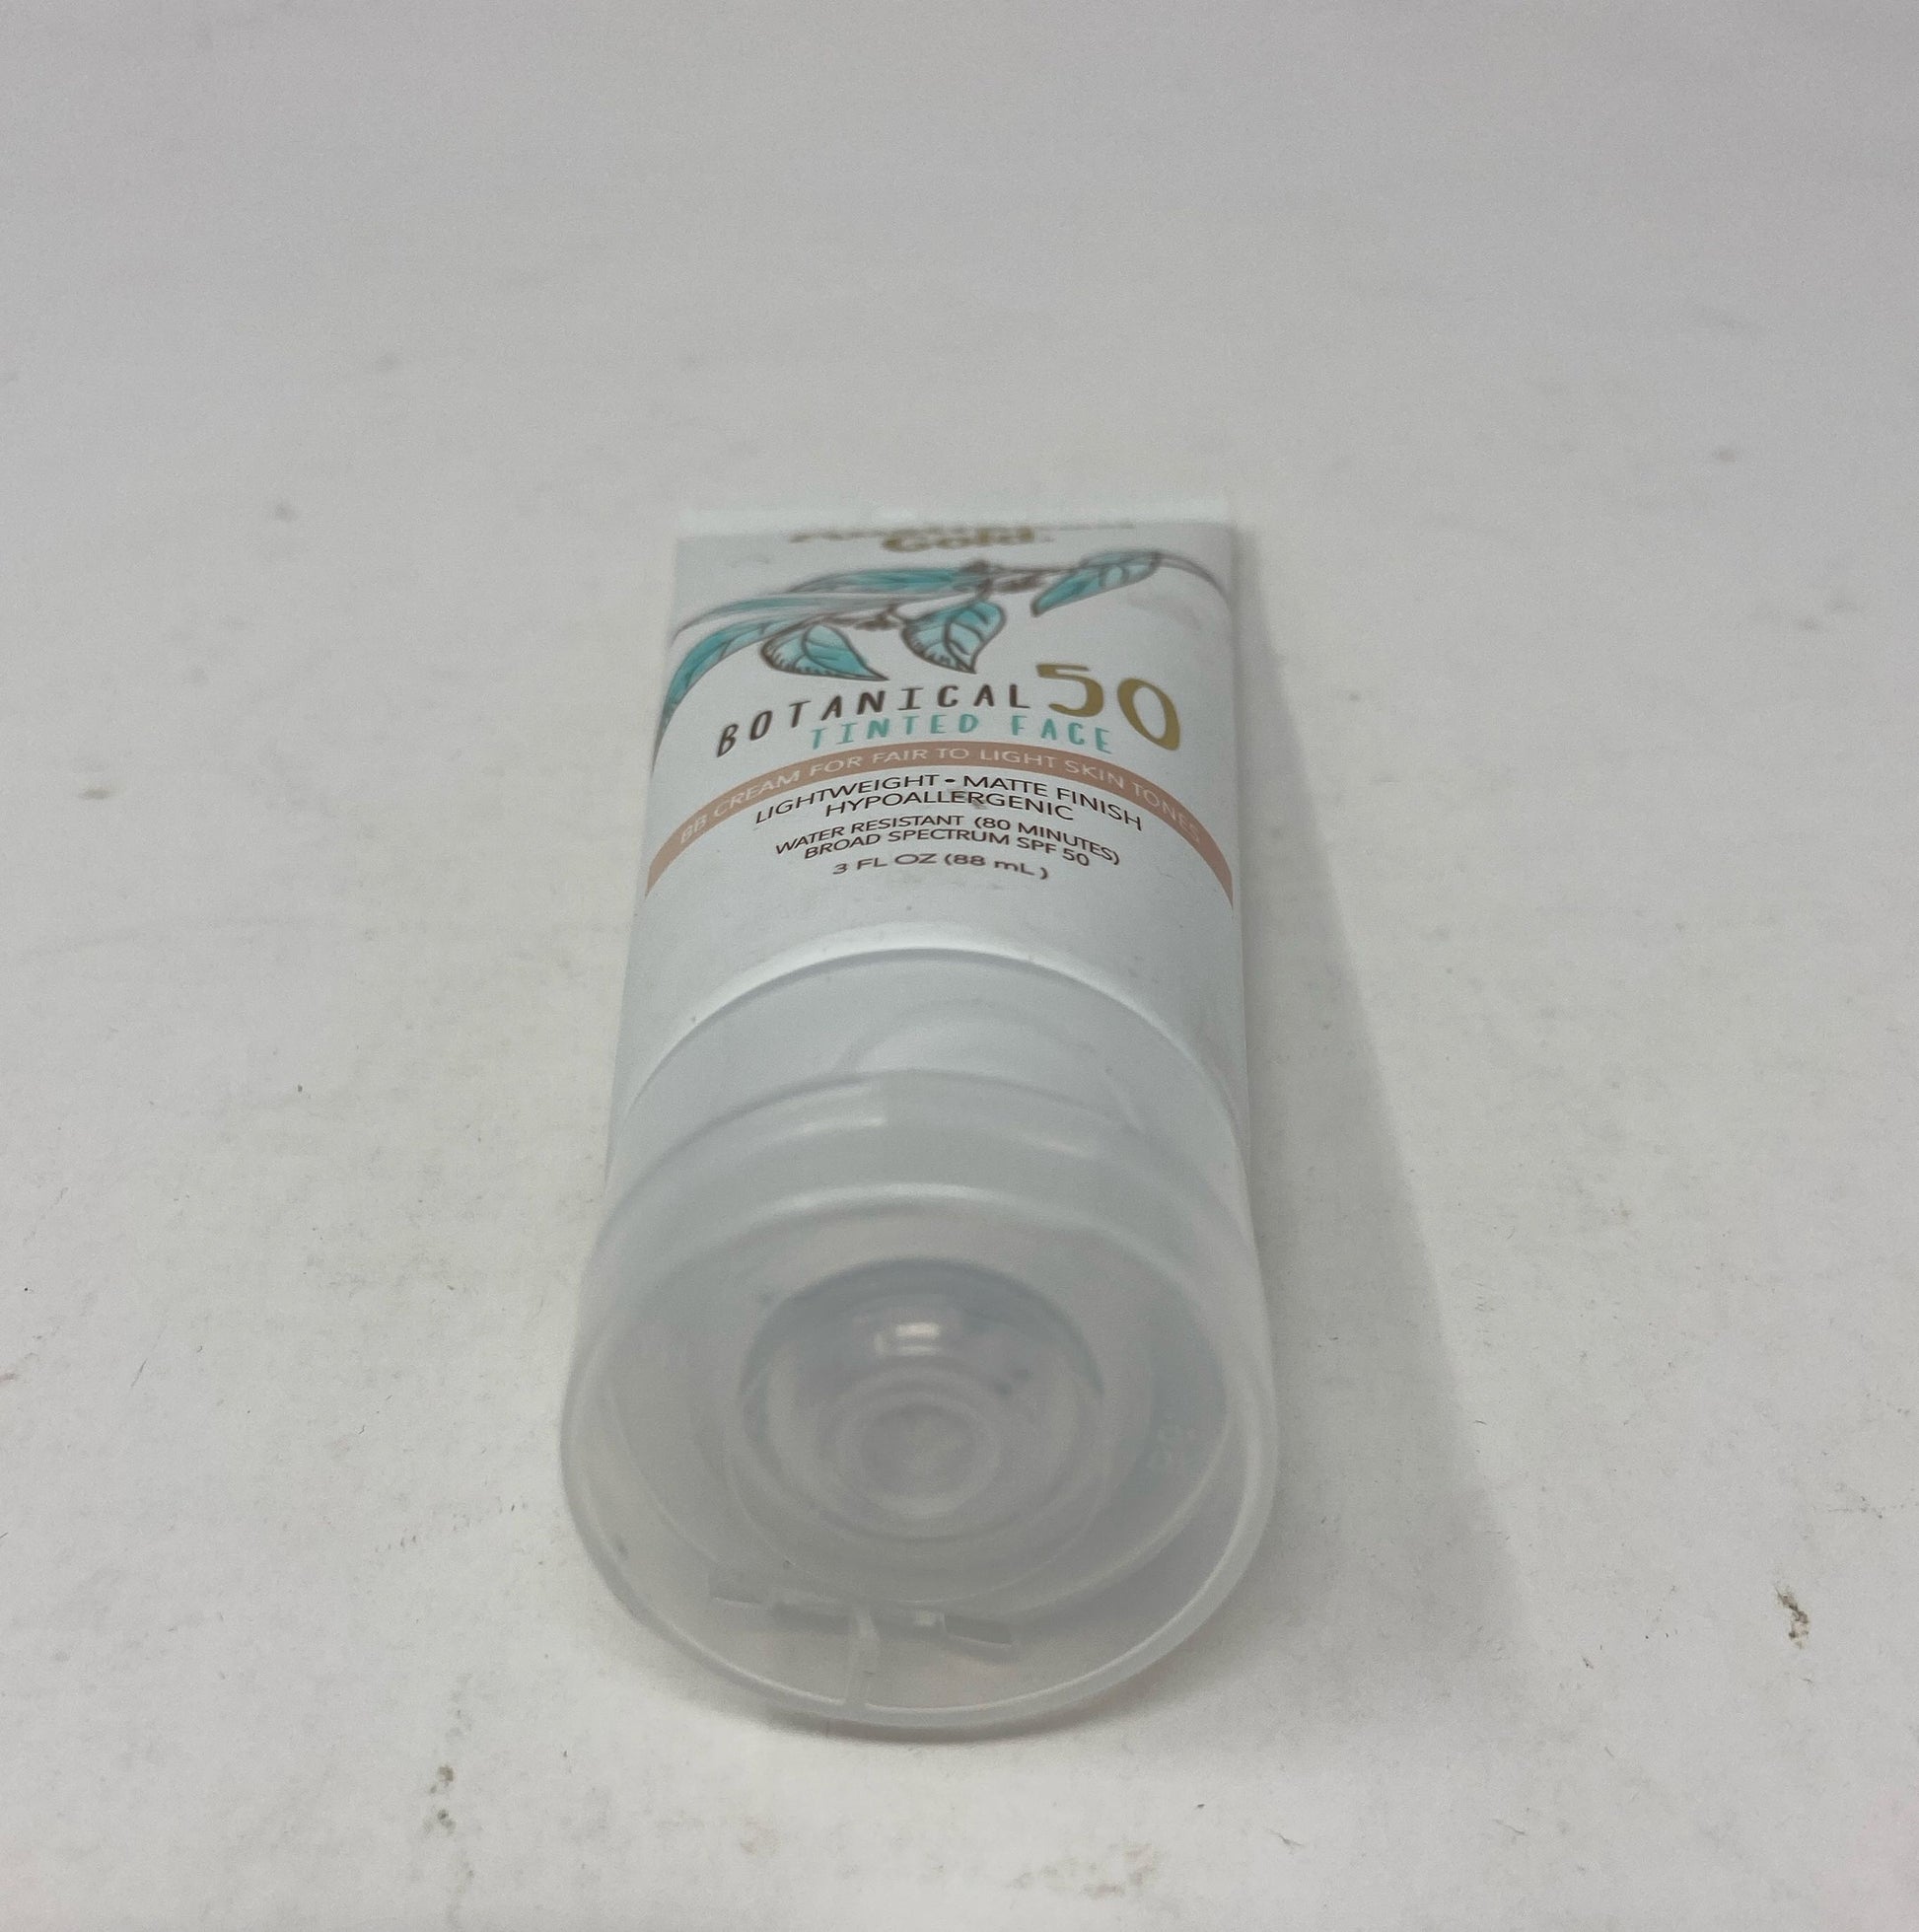 Gold
BOTANICAL 50
TINTED FACE
BB CREAM FOR FAIR TO LIGHT SKIN TONES
LIGHTWEIGHT • MATTE FINISH
HYPOALLERGENIC
WATER RESISTANT (80 MINUTES)
BROAD SPECTRUM SPF 50
3 FL OZ (88 mL)